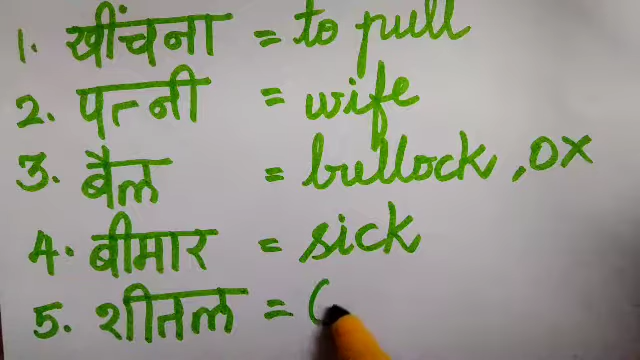 1. खींचना = to pull
2. पत्नी = wife
3. बैल = bullock, ox
4. बीमार = sick
5. शीतल =